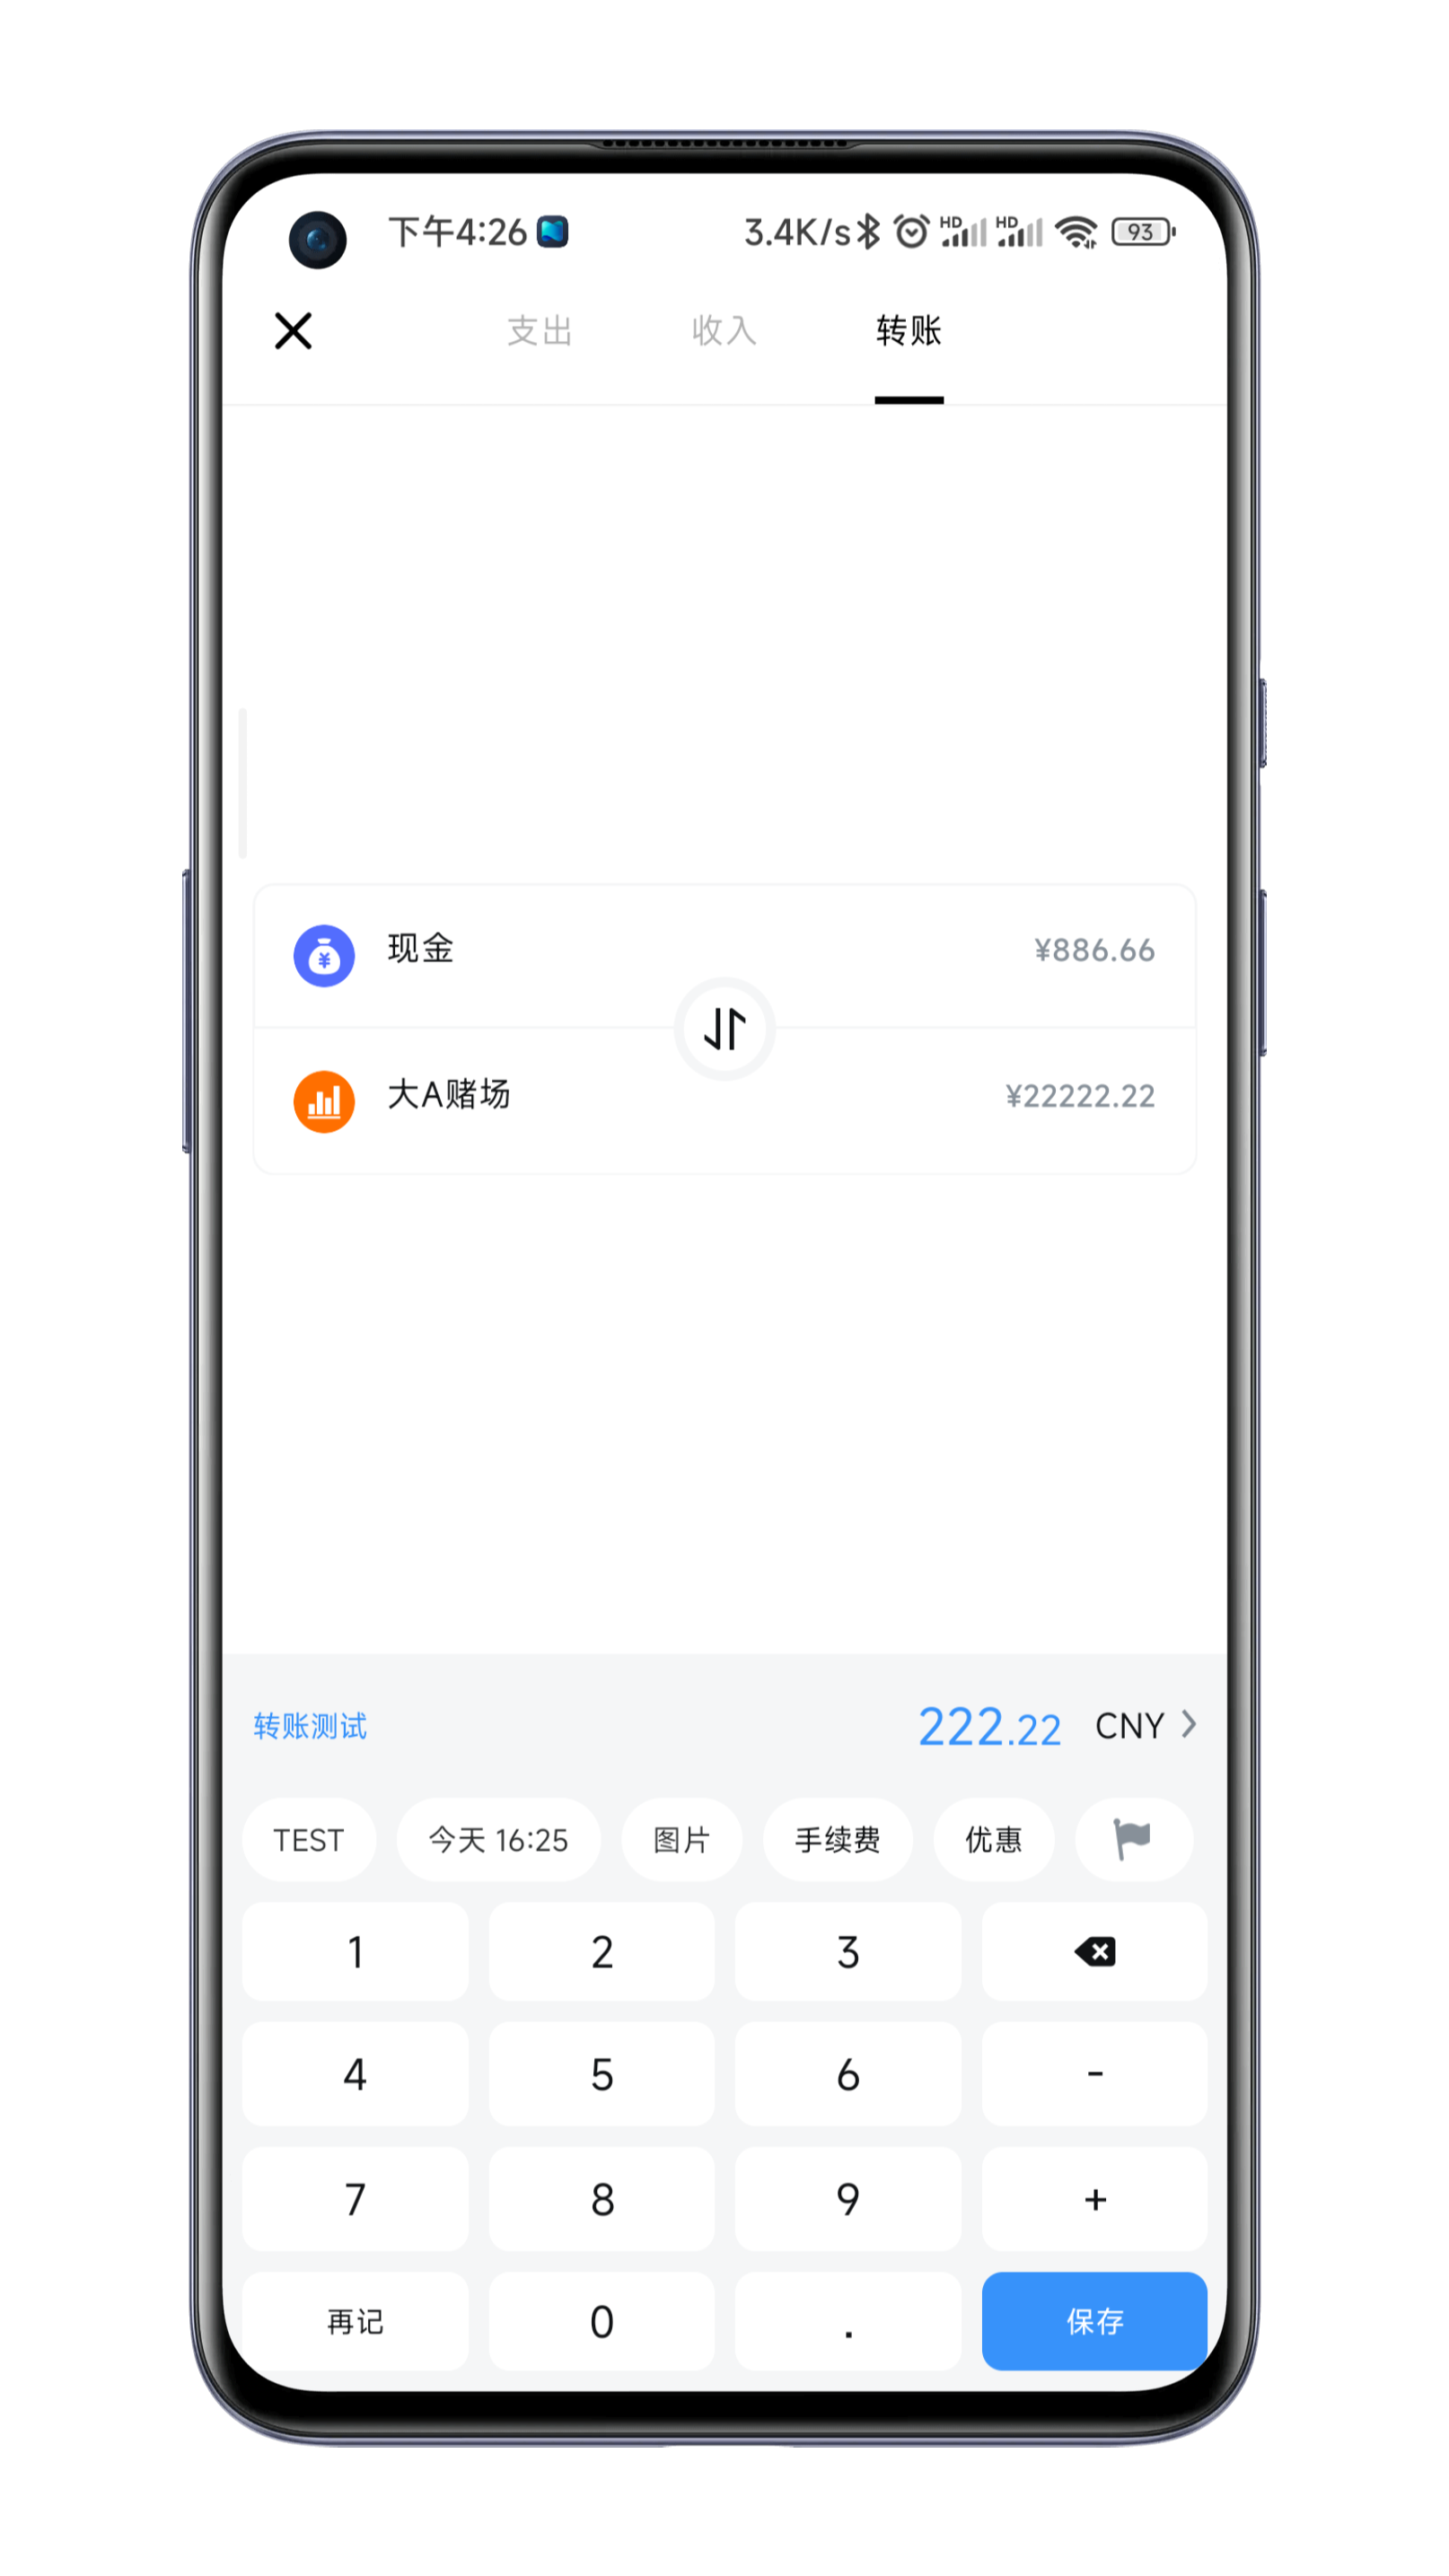 下午4:26 3.4K/s HD HD 93
支出 收入 转账
现金 ¥886.66
大A赌场 ¥22222.22
转账测试 222.22 CNY
TEST 今天 16:25 图片 手续费 优惠
1 2 3
4 5 6 -
7 8 9 +
再记 0 . 保存